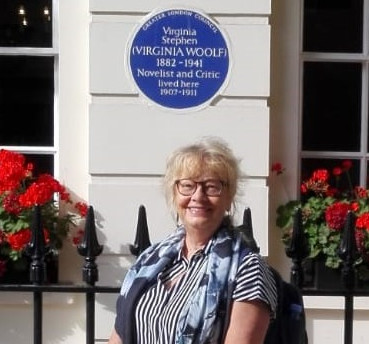 GREATER LONDON COUNCIL
Virginia
Stephen
(VIRGINIA WOOLF)
1882-1941
Novelist and Critic
lived here
1907-1911